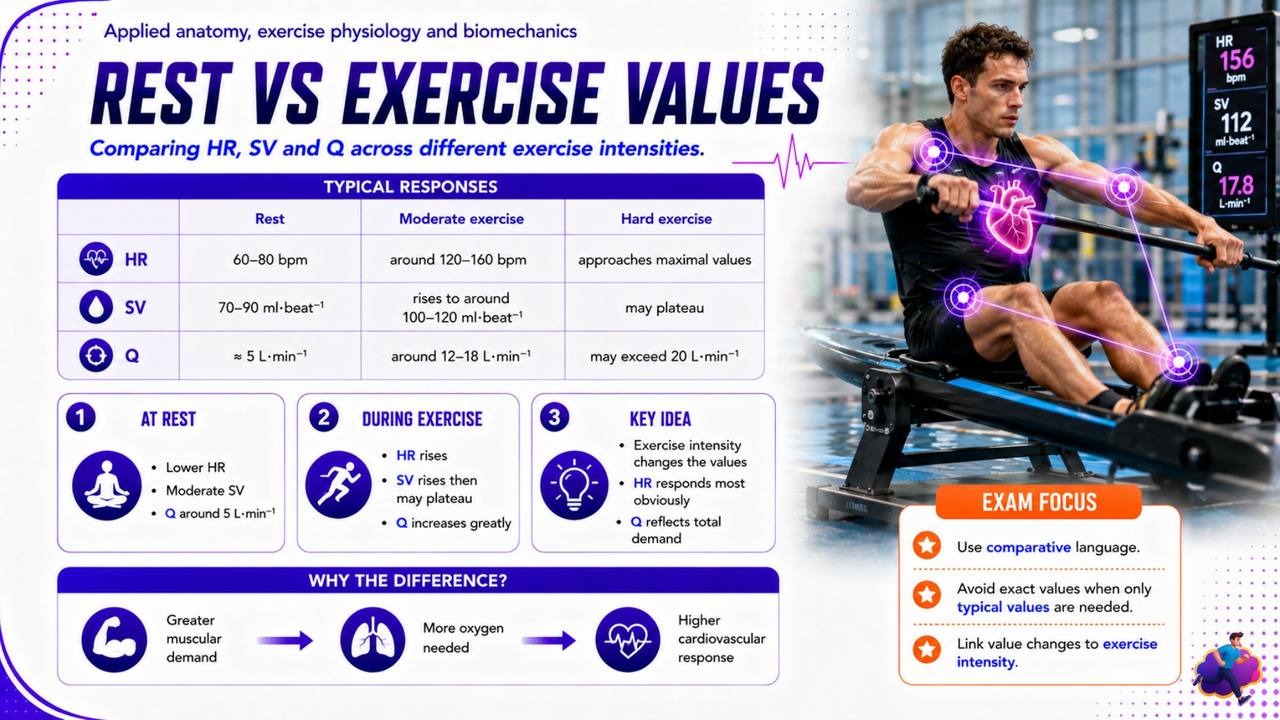 Applied anatomy, exercise physiology and biomechanics
REST VS EXERCISE VALUES
Comparing HR, SV and Q across different exercise intensities.
TYPICAL RESPONSES
Rest
Moderate exercise
Hard exercise
HR
60–80 bpm
around 120–160 bpm
approaches maximal values
SV
70–90 ml·beat⁻¹
rises to around
100–120 ml·beat⁻¹
may plateau
Q
≈ 5 L·min⁻¹
around 12–18 L·min⁻¹
may exceed 20 L·min⁻¹
1
AT REST
• Lower HR
• Moderate SV
• Q around 5 L·min⁻¹
2
DURING EXERCISE
• HR rises
• SV rises then
may plateau
• Q increases greatly
3
KEY IDEA
• Exercise intensity
changes the values
• HR responds most
obviously
• Q reflects total
demand
WHY THE DIFFERENCE?
Greater
muscular
demand
More oxygen
needed
Higher
cardiovascular
response
HR
156
bpm
SV
112
ml·beat⁻¹
Q
17.8
L·min⁻¹
EXAM FOCUS
Use comparative language.
Avoid exact values when only
typical values are needed.
Link value changes to exercise
intensity.